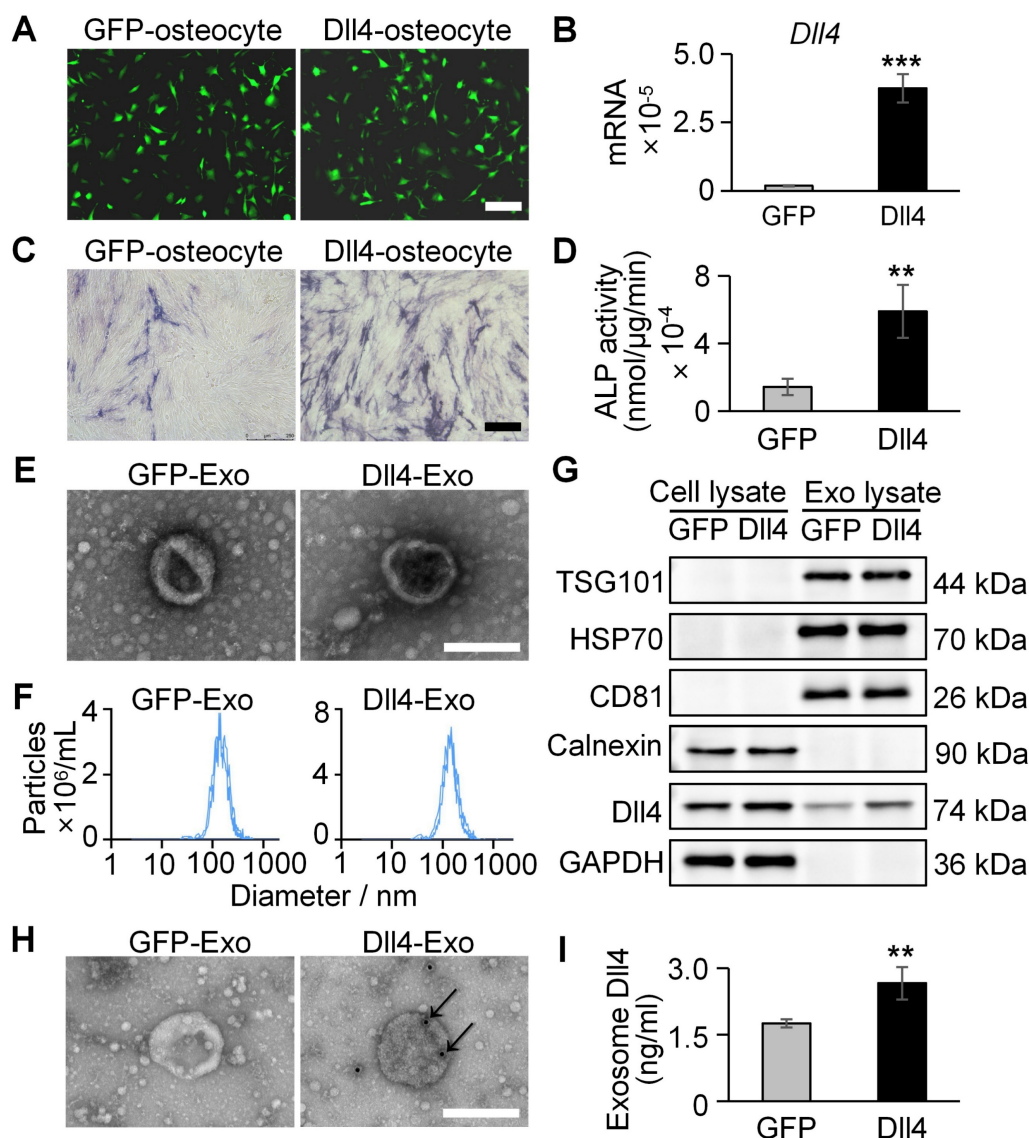 A
GFP-osteocyte
Dll4-osteocyte
B
Dll4
***
mRNA
× 10-5
5.0
2.5
0
GFP
Dll4
C
GFP-osteocyte
Dll4-osteocyte
D
**
ALP activity
(nmol/μg/min)
× 10-4
8
4
0
GFP
Dll4
E
GFP-Exo
Dll4-Exo
F
GFP-Exo
Dll4-Exo
Particles
× 10⁶/mL
4
2
0
8
4
0
1 10 100 1000
1 10 100 1000
Diameter / nm
G
Cell lysate Exo lysate
GFP Dll4 GFP Dll4
TSG101 44 kDa
HSP70 70 kDa
CD81 26 kDa
Calnexin 90 kDa
Dll4 74 kDa
GAPDH 36 kDa
H
GFP-Exo
Dll4-Exo
I
**
Exosome Dll4
(ng/ml)
3.0
1.5
0
GFP
Dll4